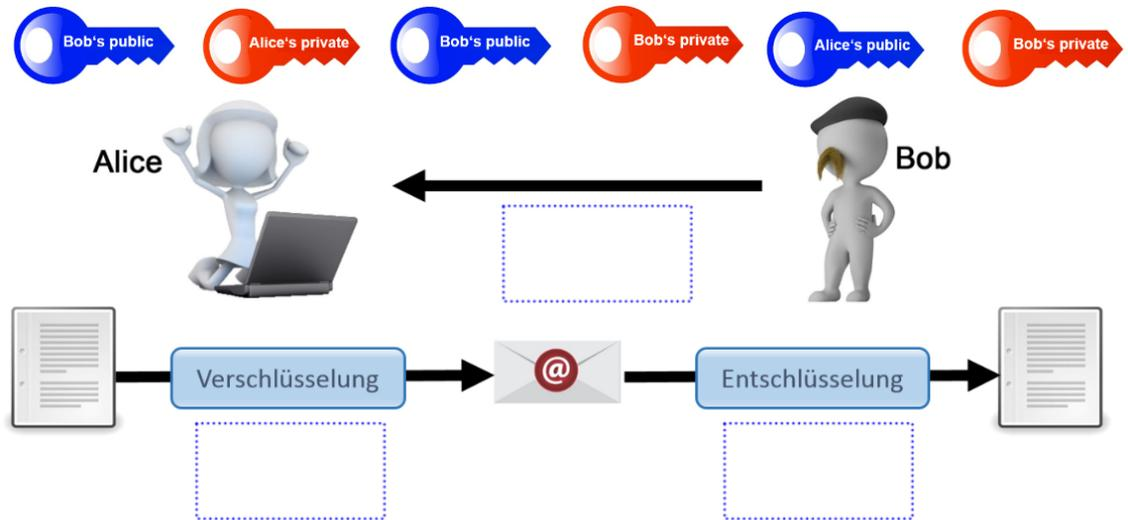 Bob‘s public
Alice‘s private
Bob‘s public
Bob‘s private
Alice‘s public
Bob‘s private
Alice
Bob
Verschlüsselung
@
Entschlüsselung